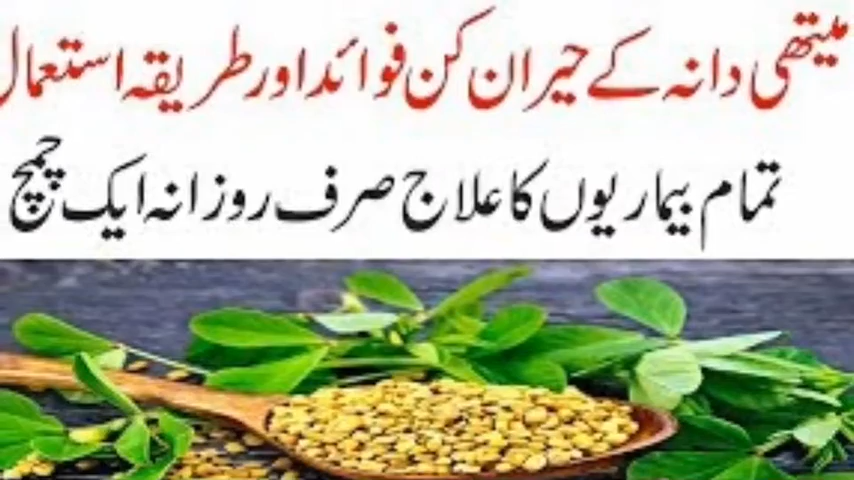 میتھی دانہ کے حیران کن فوائد اور طریقہ استعمال
تمام بیماریوں کا علاج صرف روزانہ ایک چمچ